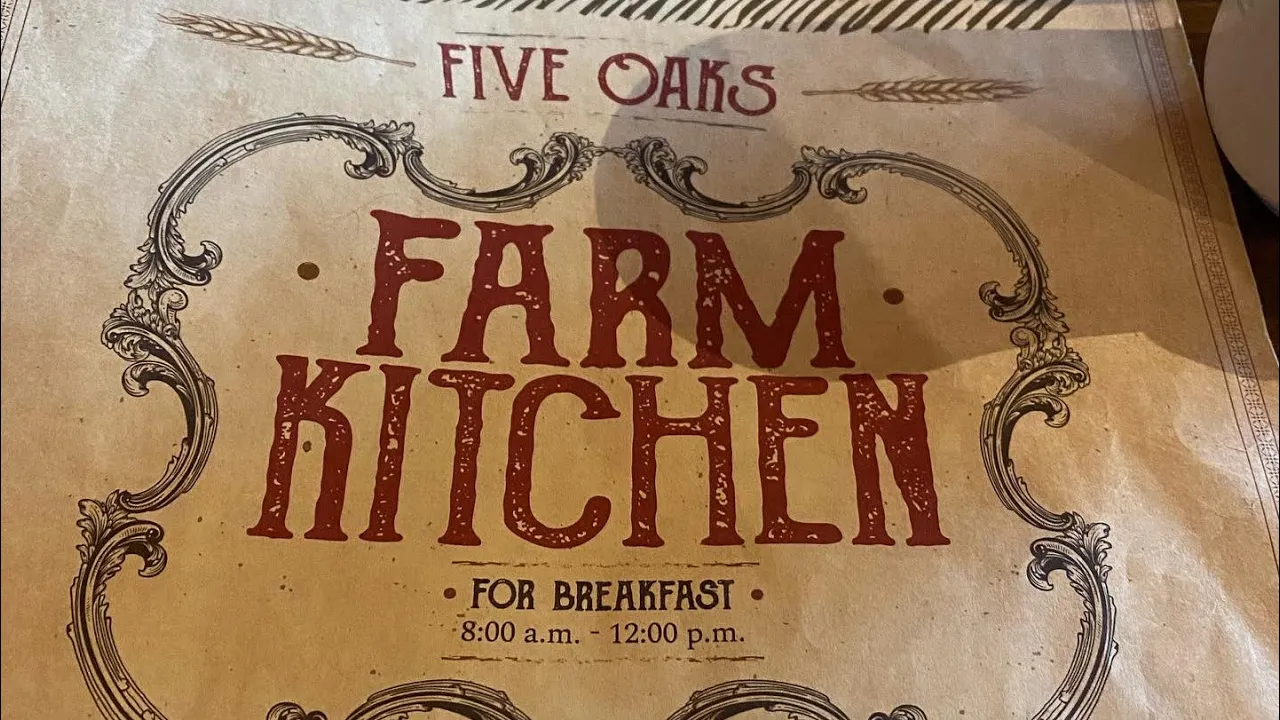 FIVE OAKS
FARM
KITCHEN
· FOR BREAKFAST ·
8:00 a.m. - 12:00 p.m.